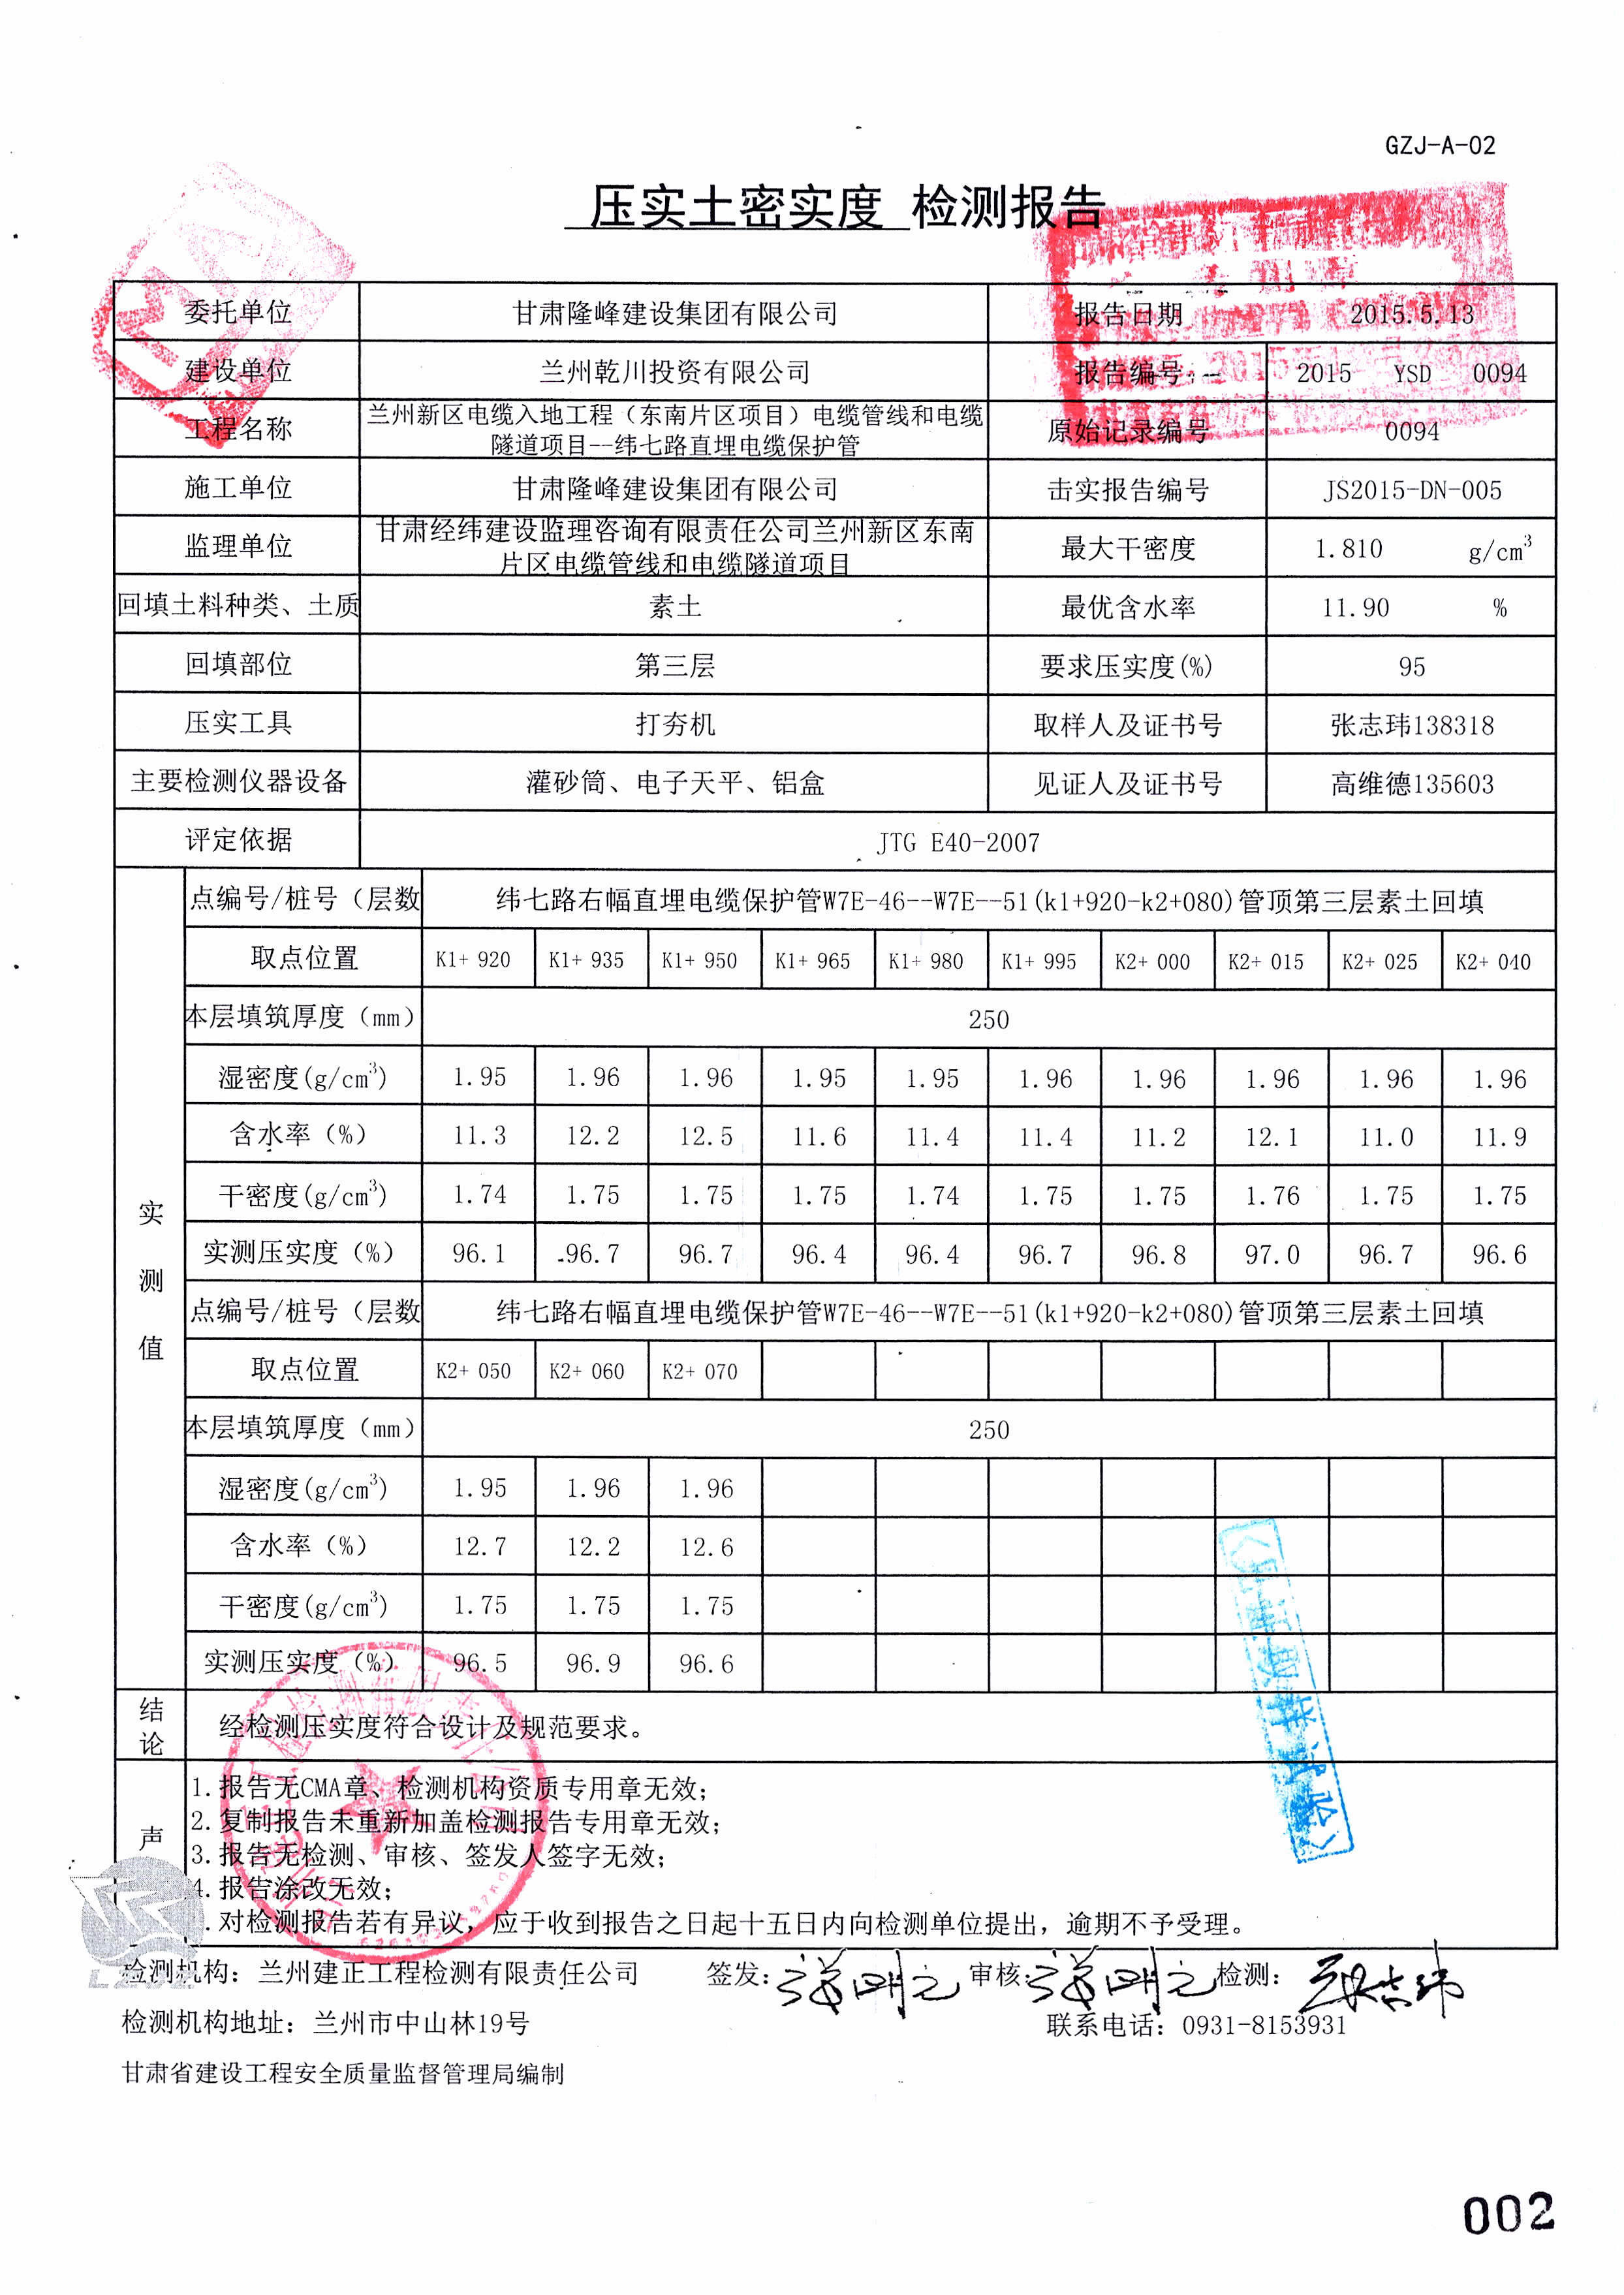 GZJ-A-02
压实土密实度 检测报告
委托单位 甘肃隆峰建设集团有限公司 报告日期 2015.5.13
建设单位 兰州乾川投资有限公司 报告编号 2015 YSD 0094
工程名称 兰州新区电缆入地工程（东南片区项目）电缆管线和电缆
隧道项目--纬七路直埋电缆保护管 原始记录编号 0094
施工单位 甘肃隆峰建设集团有限公司 击实报告编号 JS2015-DN-005
监理单位 甘肃经纬建设监理咨询有限责任公司兰州新区东南
片区电缆管线和电缆隧道项目 最大干密度 1.810 g/cm³
回填土料种类、土质 素土 最优含水率 11.90 %
回填部位 第三层 要求压实度(%) 95
压实工具 打夯机 取样人及证书号 张志玮138318
主要检测仪器设备 灌砂筒、电子天平、铝盒 见证人及证书号 高维德135603
评定依据 JTG E40-2007
实测值
点编号/桩号（层数 纬七路右幅直埋电缆保护管W7E-46--W7E--51(k1+920-k2+080)管顶第三层素土回填
取点位置 K1+ 920 K1+ 935 K1+ 950 K1+ 965 K1+ 980 K1+ 995 K2+ 000 K2+ 015 K2+ 025 K2+ 040
本层填筑厚度（mm） 250
湿密度(g/cm³) 1.95 1.96 1.96 1.95 1.95 1.96 1.96 1.96 1.96 1.96
含水率（%） 11.3 12.2 12.5 11.6 11.4 11.4 11.2 12.1 11.0 11.9
干密度(g/cm³) 1.74 1.75 1.75 1.75 1.74 1.75 1.75 1.76 1.75 1.75
实测压实度（%） 96.1 96.7 96.7 96.4 96.4 96.7 96.8 97.0 96.7 96.6
点编号/桩号（层数 纬七路右幅直埋电缆保护管W7E-46--W7E--51(k1+920-k2+080)管顶第三层素土回填
取点位置 K2+ 050 K2+ 060 K2+ 070
本层填筑厚度（mm） 250
湿密度(g/cm³) 1.95 1.96 1.96
含水率（%） 12.7 12.2 12.6
干密度(g/cm³) 1.75 1.75 1.75
实测压实度（%） 96.5 96.9 96.6
结论 经检测压实度符合设计及规范要求。
声
1.报告无CMA章、检测机构资质专用章无效；
2.复制报告未重新加盖检测报告专用章无效；
3.报告无检测、审核、签发人签字无效；
4.报告涂改无效；
.对检测报告若有异议，应于收到报告之日起十五日内向检测单位提出，逾期不予受理。
检测机构：兰州建正工程检测有限责任公司 签发： 审核： 检测：
检测机构地址：兰州市中山林19号 联系电话：0931-8153931
甘肃省建设工程安全质量监督管理局编制
002